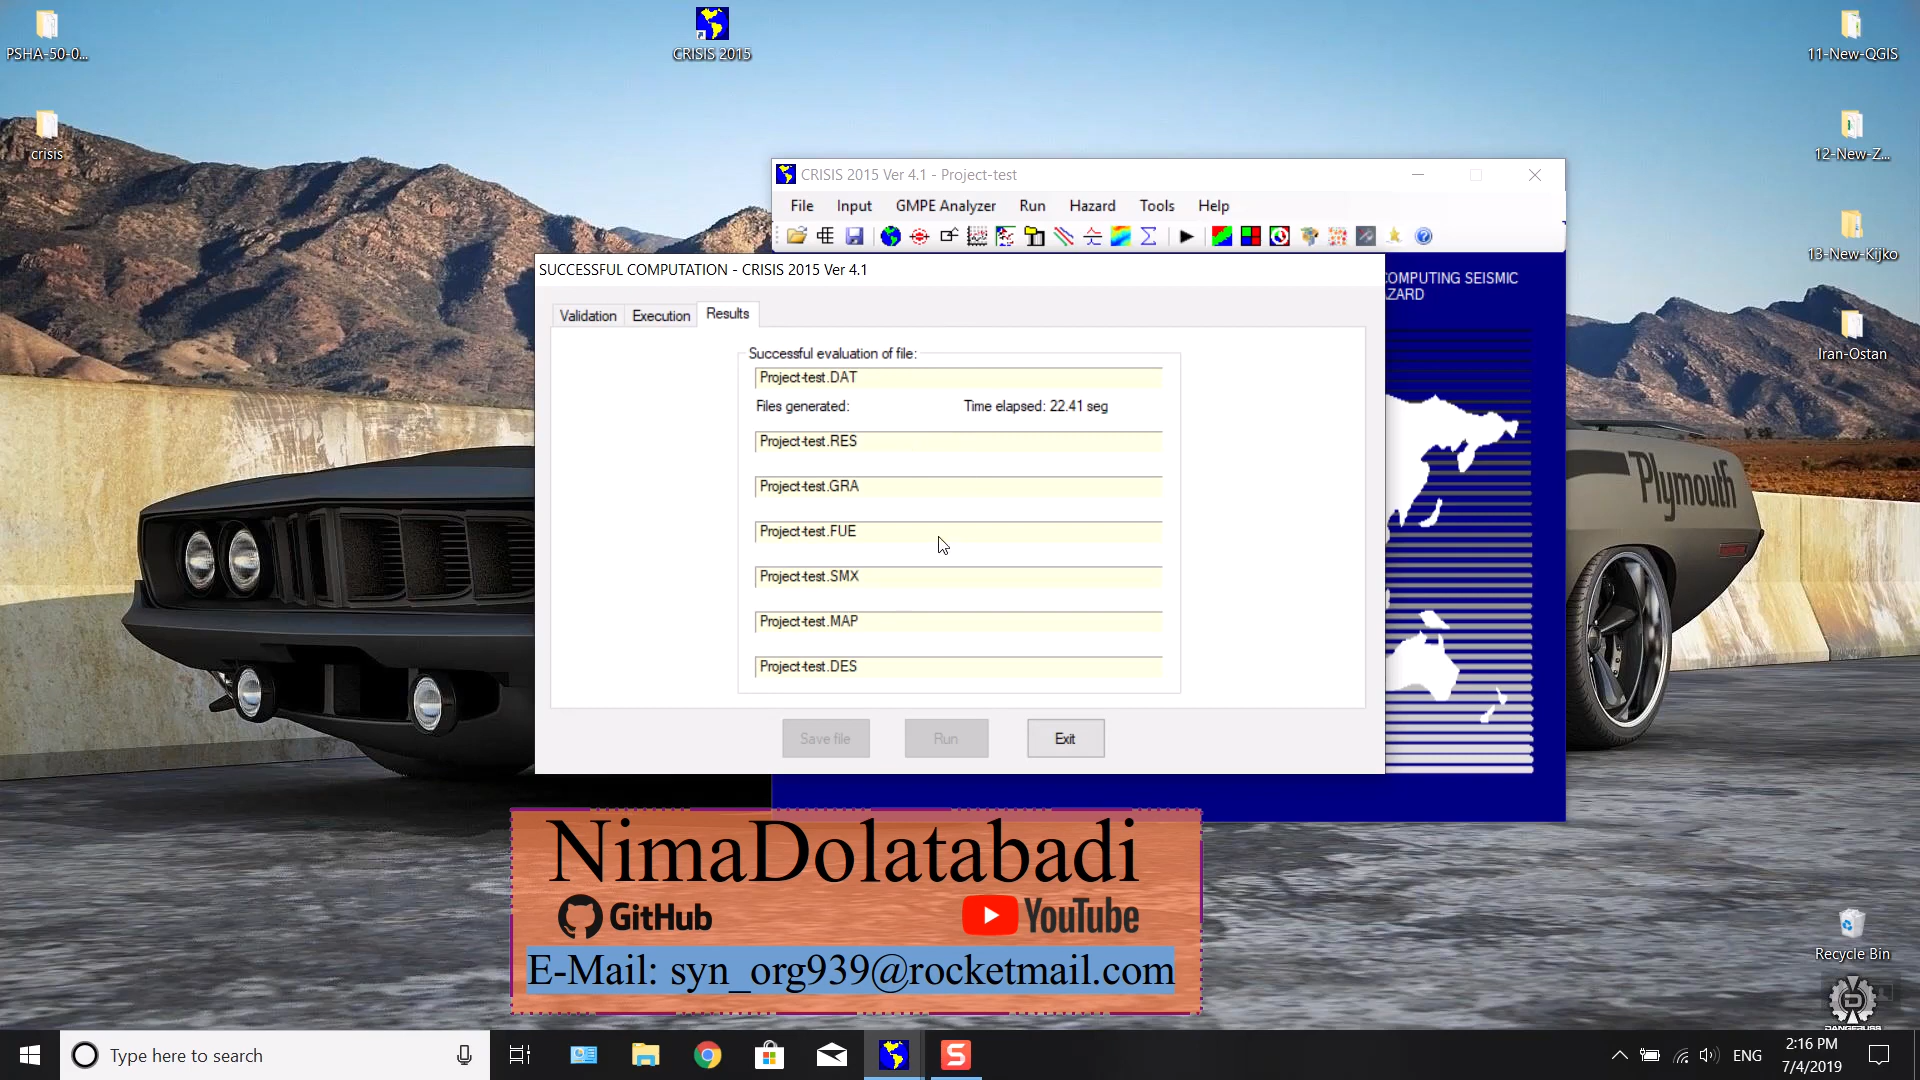 PSHA-50-0...
CRISIS 2015
11-New-QGIS
crisis
12-New-Z...
13-New-Kijko
Iran-Ostan
CRISIS 2015 Ver 4.1 - Project-test
File Input GMPE Analyzer Run Hazard Tools Help
SUCCESSFUL COMPUTATION - CRISIS 2015 Ver 4.1
COMPUTING SEISMIC
AZARD
Validation Execution Results
Successful evaluation of file:
Project-test.DAT
Files generated: Time elapsed: 22.41 seg
Project-test.RES
Project-test.GRA
Project-test.FUE
Project-test.SMX
Project-test.MAP
Project-test.DES
Save file Run Exit
Plymouth
NimaDolatabadi
GitHub YouTube
E-Mail: syn_org939@rocketmail.com
Recycle Bin
DANGERUSS
Type here to search
ENG
2:16 PM
7/4/2019